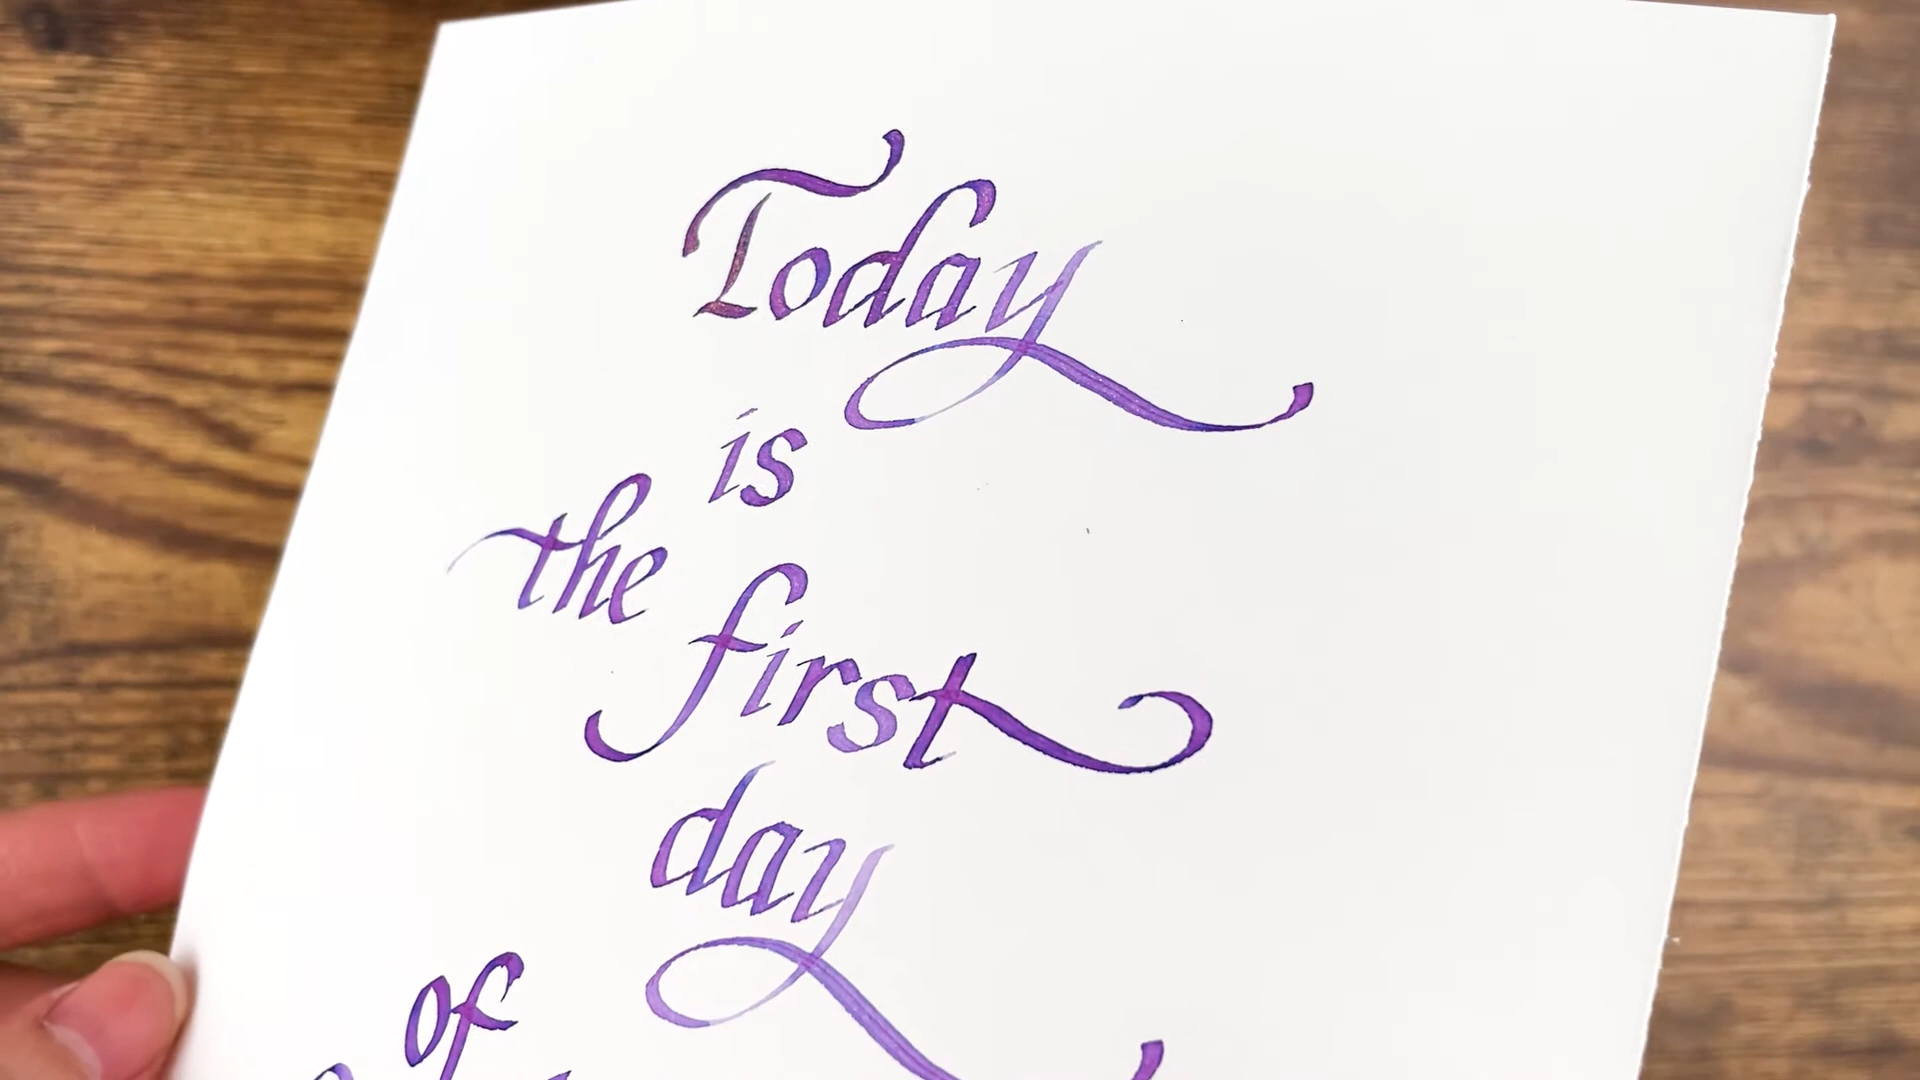 Today
is
the
first
day
of